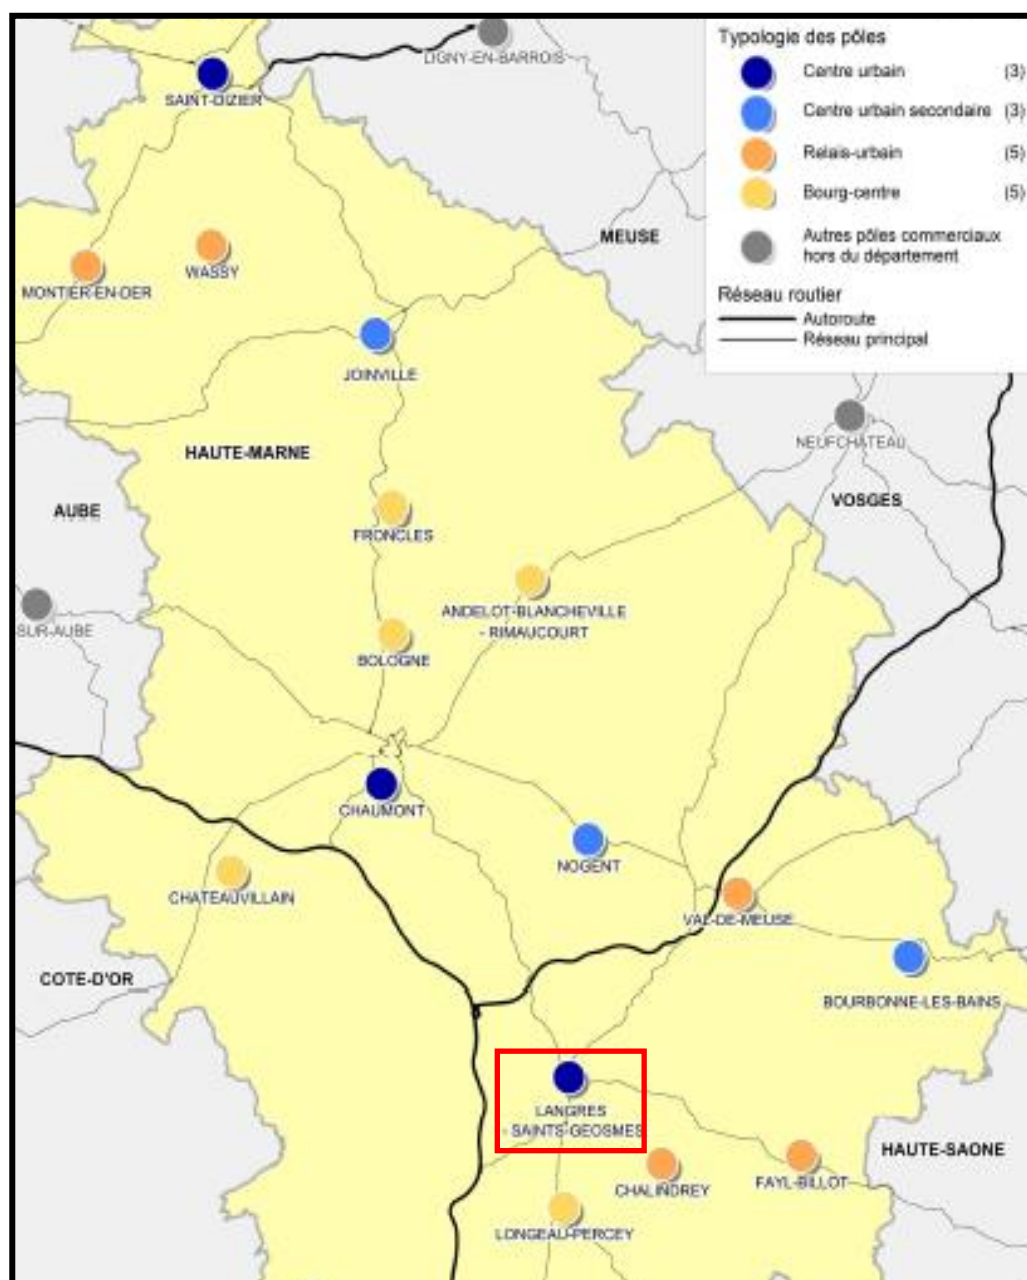 Typologie des pôles
Centre urbain (3)
Centre urbain secondaire (3)
Relais-urbain (5)
Bourg-centre (5)
Autres pôles commerciaux
hors du département
Réseau routier
Autoroute
Réseau principal
LIGNY-EN-BARROIS
SAINT-DIZIER
MEUSE
WASSY
MONTIER-EN-DER
JOINVILLE
NEUFCHÂTEAU
HAUTE-MARNE
VOSGES
AUBE
FRONCLES
ANDELOT-BLANCHEVILLE
- RIMAUCOURT
SUR-AUBE
BOLOGNE
CHAUMONT
NOGENT
CHATEAUVILLAIN
VAL-DE-MEUSE
COTE-D'OR
BOURBONNE-LES-BAINS
LANGRES
- SAINTS-GEOSMES
HAUTE-SAONE
CHALINDREY
FAYL-BILLOT
LONGEAU-PERCEY